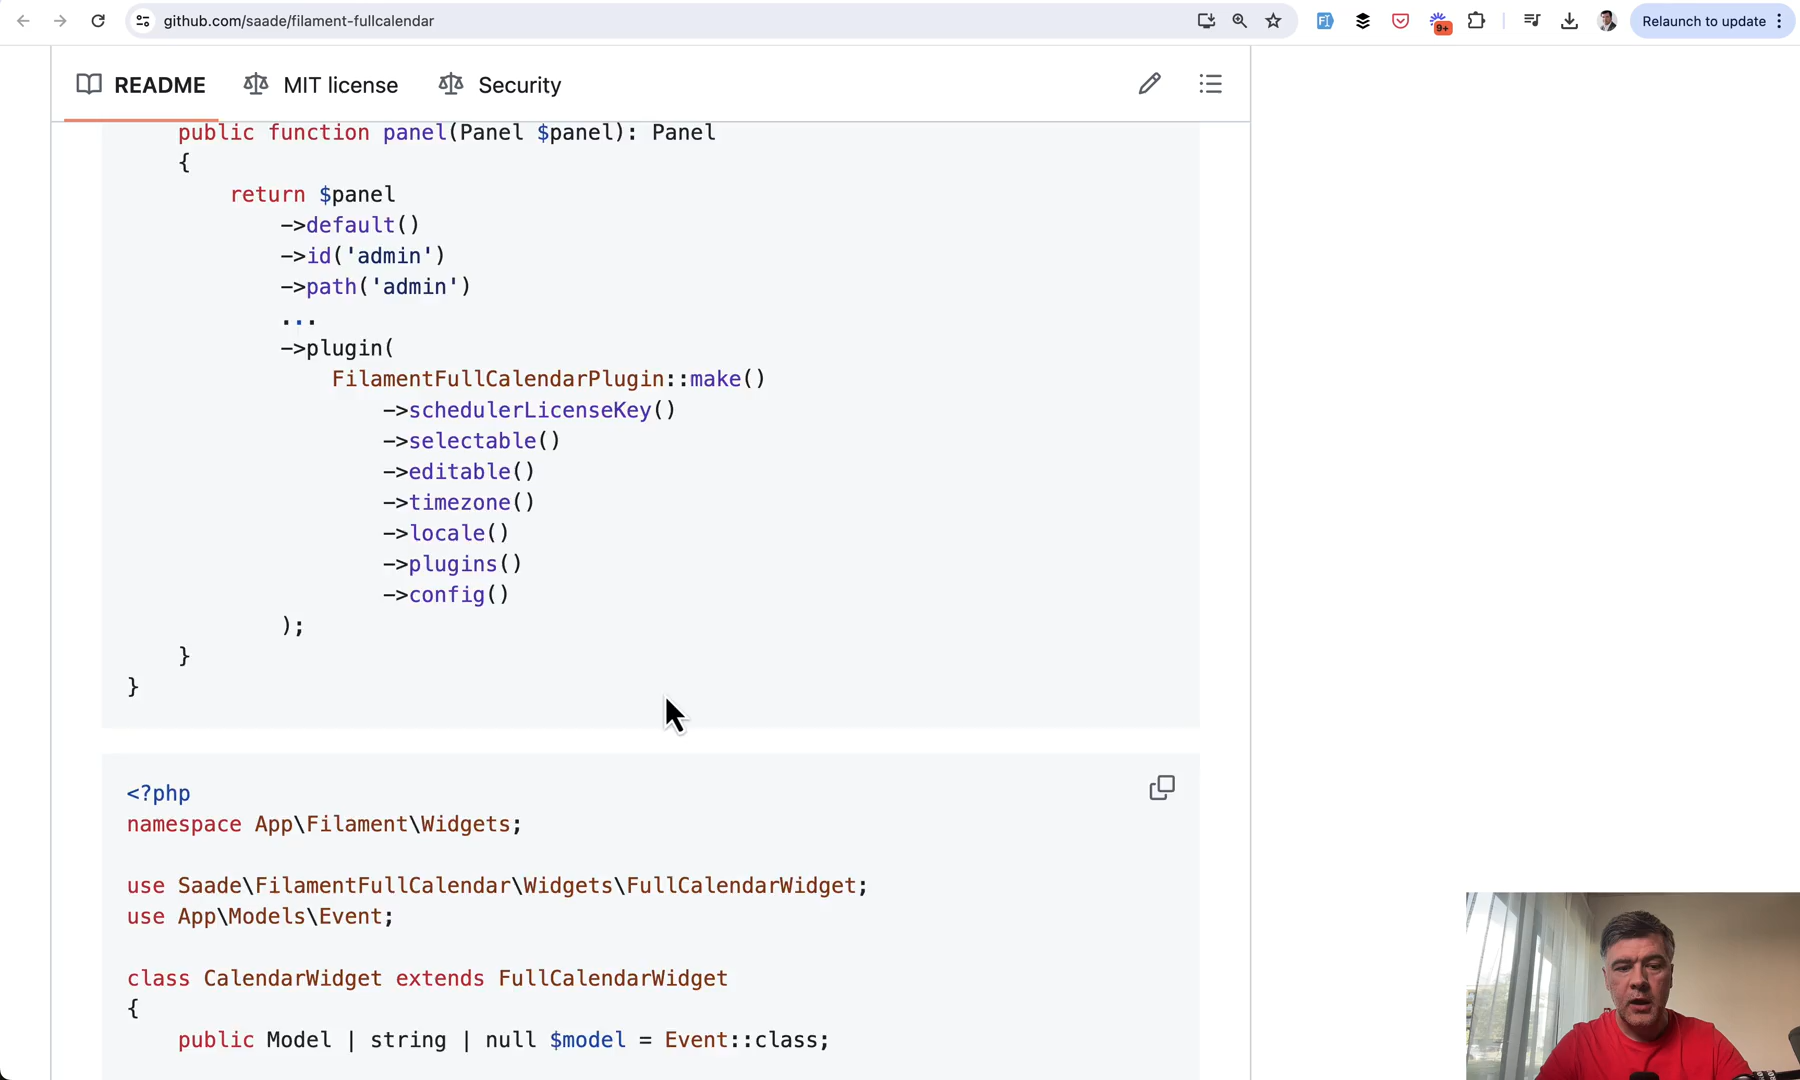 github.com/saade/filament-fullcalendar
9+
Relaunch to update
README
MIT license
Security
public function panel(Panel $panel): Panel
{
return $panel
->default()
->id('admin')
->path('admin')
...
->plugin(
FilamentFullCalendarPlugin::make()
->schedulerLicenseKey()
->selectable()
->editable()
->timezone()
->locale()
->plugins()
->config()
);
}
}
<?php
namespace App\Filament\Widgets;
use Saade\FilamentFullCalendar\Widgets\FullCalendarWidget;
use App\Models\Event;
class CalendarWidget extends FullCalendarWidget
{
public Model | string | null $model = Event::class;